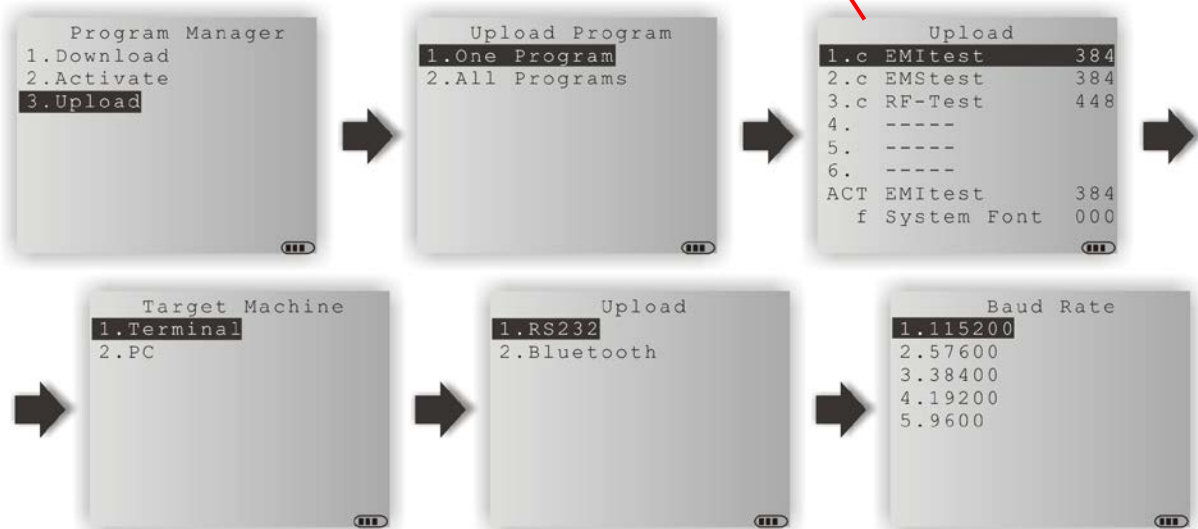 Program Manager
1.Download
2.Activate
3.Upload
Upload Program
1.One Program
2.All Programs
Upload
1.c EMItest 384
2.c EMStest 384
3.c RF-Test 448
4. -----
5. -----
6. -----
ACT EMItest 384
f System Font 000
Target Machine
1.Terminal
2.PC
Upload
1.RS232
2.Bluetooth
Baud Rate
1.115200
2.57600
3.38400
4.19200
5.9600